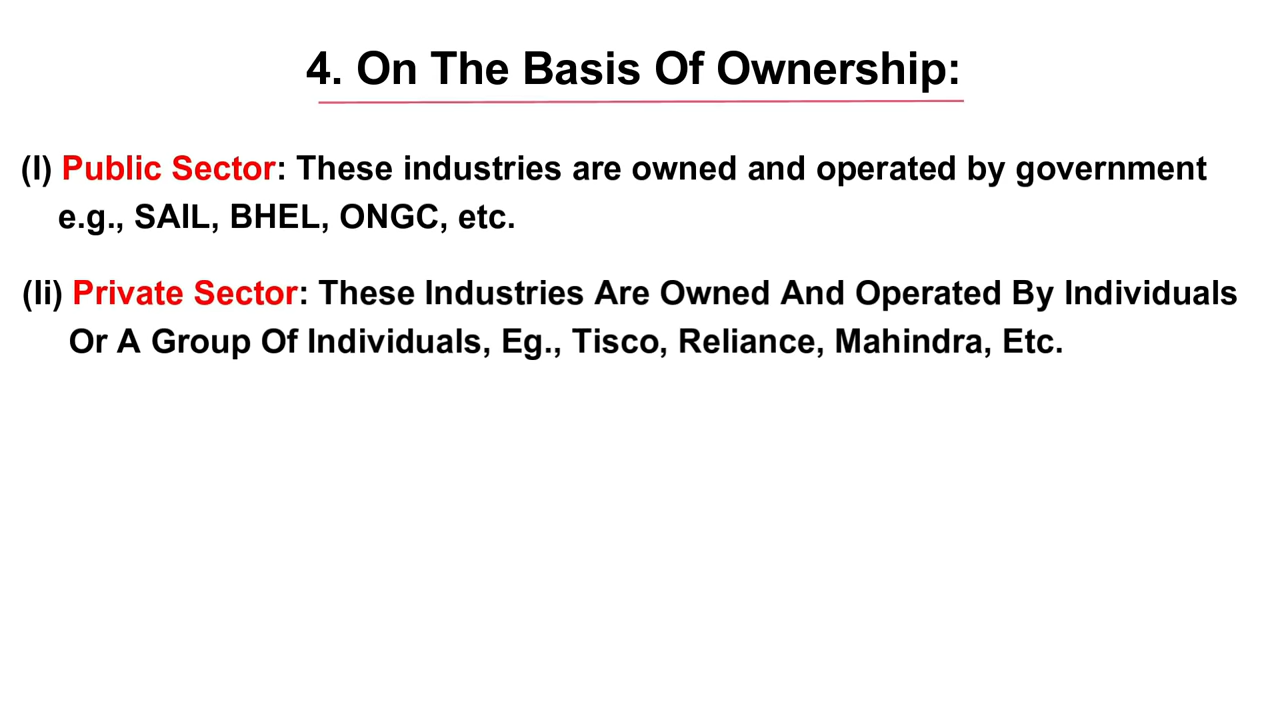 4. On The Basis Of Ownership:
(I) Public Sector: These industries are owned and operated by government
e.g., SAIL, BHEL, ONGC, etc.
(Ii) Private Sector: These Industries Are Owned And Operated By Individuals
Or A Group Of Individuals, Eg., Tisco, Reliance, Mahindra, Etc.